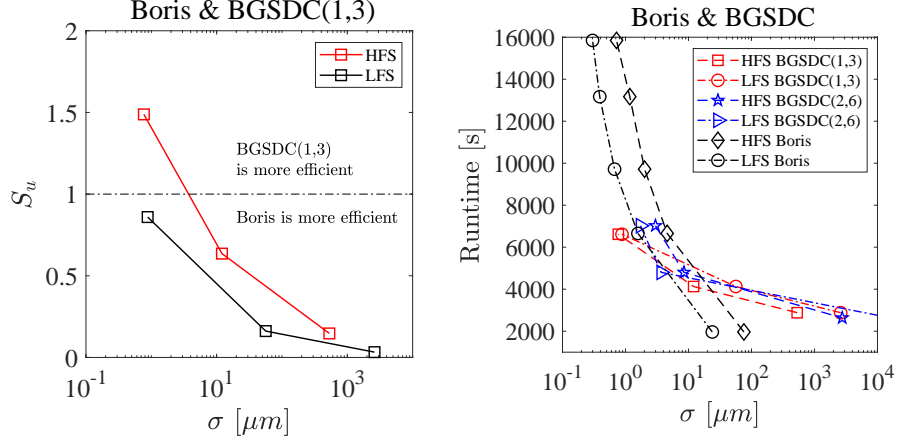 Boris & BGSDC(1,3)
2
1.5
1
0.5
0
S_u
HFS
LFS
BGSDC(1,3)
is more efficient
Boris is more efficient
10^-1
10^1
10^3
σ [μm]
Boris & BGSDC
16000
14000
12000
10000
8000
6000
4000
2000
Runtime [s]
HFS BGSDC(1,3)
LFS BGSDC(1,3)
HFS BGSDC(2,6)
LFS BGSDC(2,6)
HFS Boris
LFS Boris
10^-1
10^0
10^1
10^2
10^3
10^4
σ [μm]